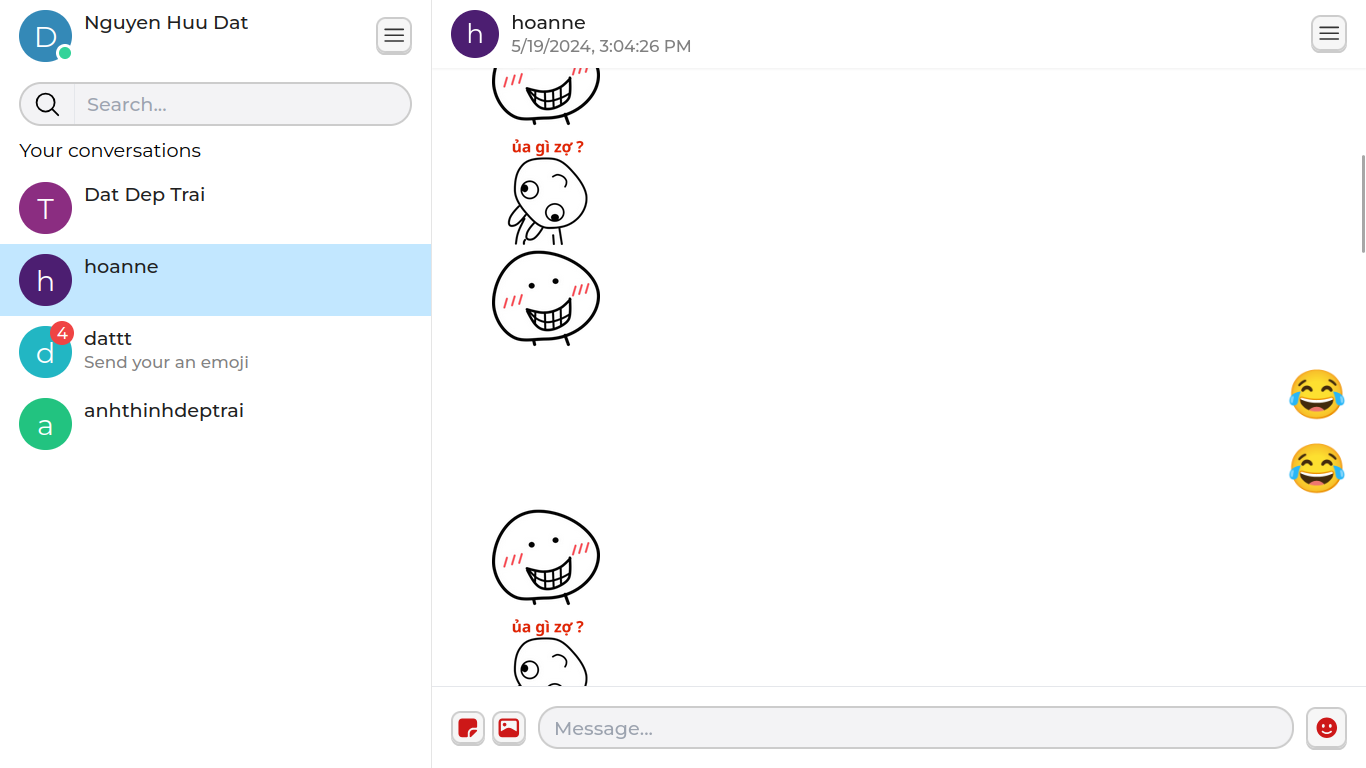 D
Nguyen Huu Dat
Search...
Your conversations
T
Dat Dep Trai
h
hoanne
d
4
dattt
Send your an emoji
a
anhthinhdeptrai
h
hoanne
5/19/2024, 3:04:26 PM
ủa gì zợ ?
ủa gì zợ ?
Message...